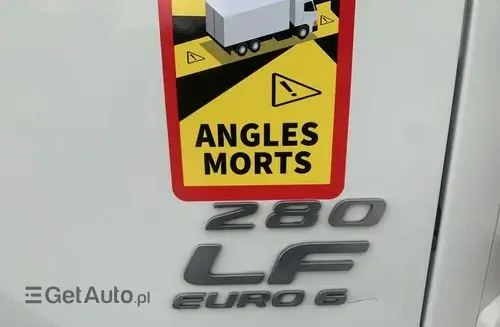 ANGLES
MORTS
280
LF
EURO 6
GetAuto.pl